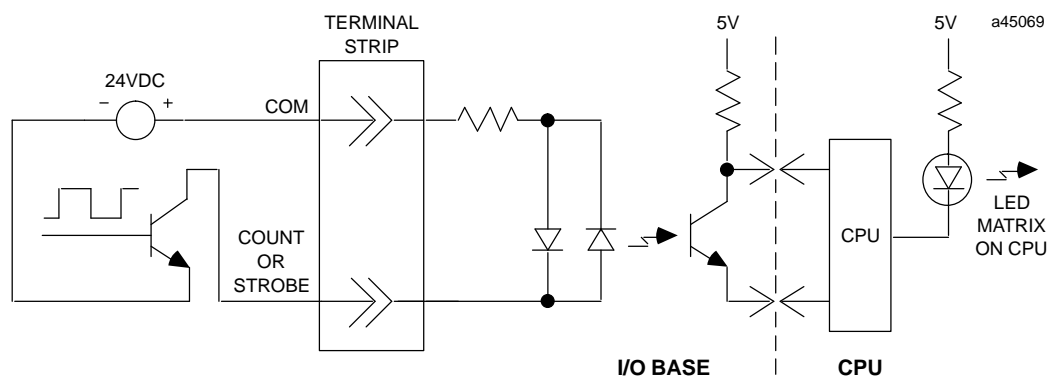 TERMINAL
STRIP
5V
5V
a45069
24VDC
− +
COM
COUNT
OR
STROBE
CPU
LED
MATRIX
ON CPU
I/O BASE
CPU